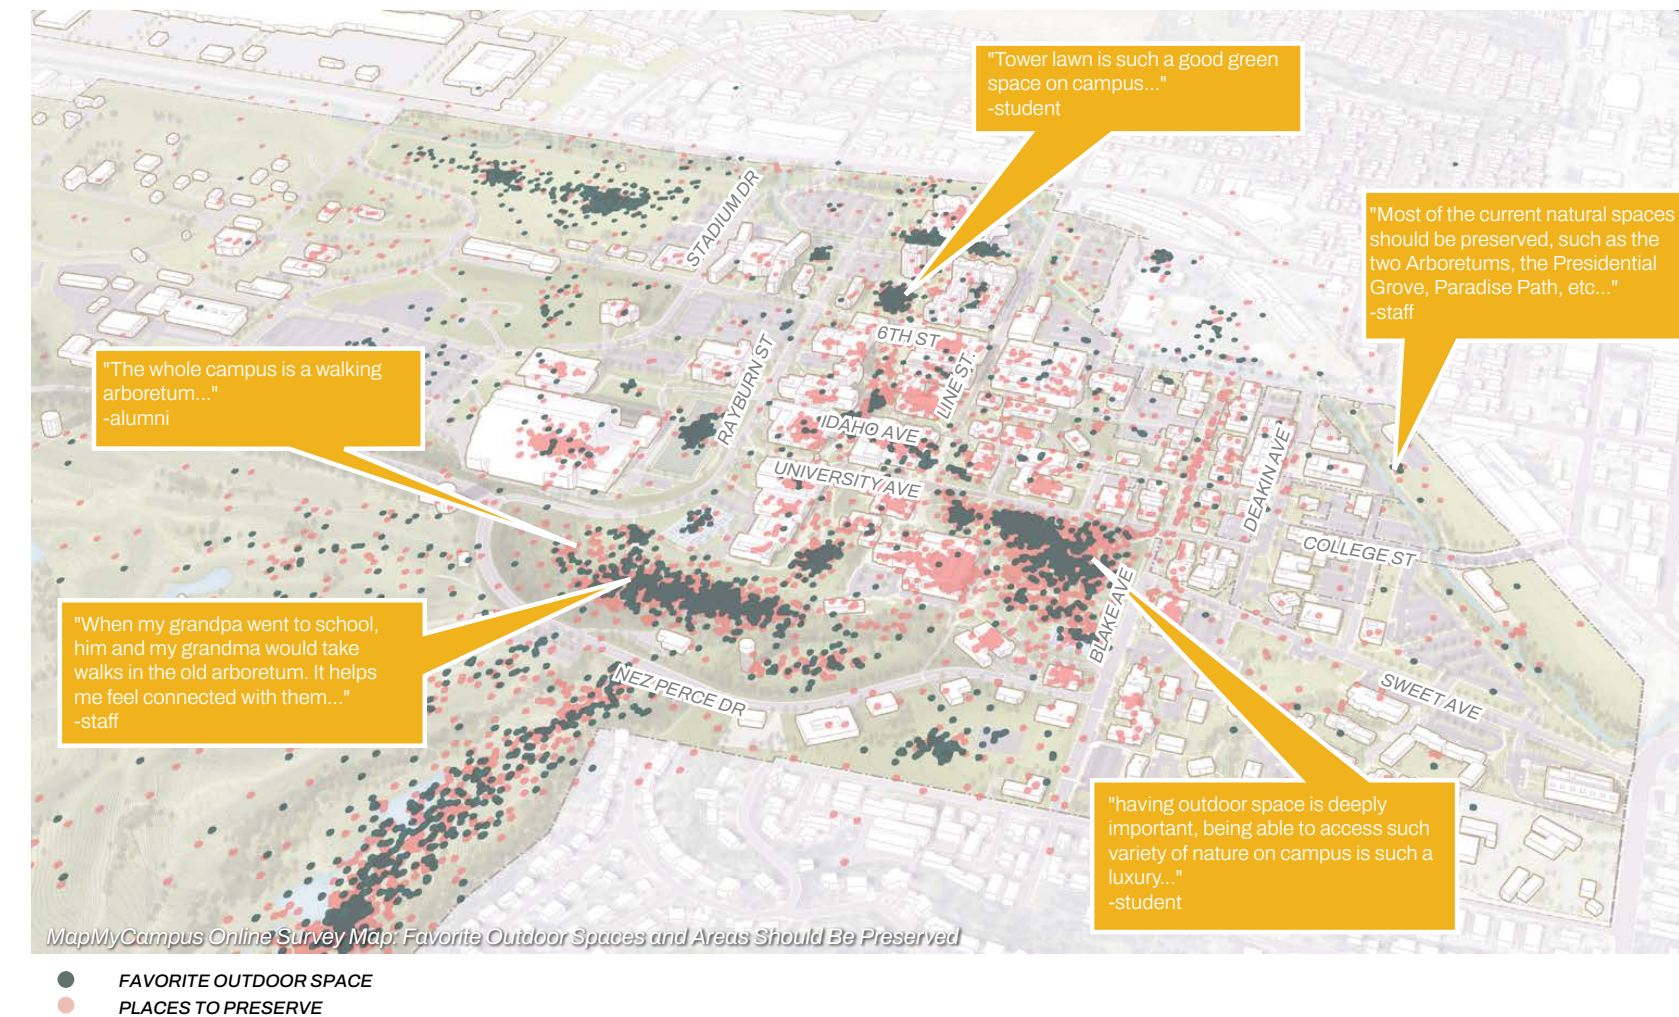 "Tower lawn is such a good green
space on campus..."
-student
"Most of the current natural spaces
should be preserved, such as the
two Arboretums, the Presidential
Grove, Paradise Path, etc..."
-staff
"The whole campus is a walking
arboretum..."
-alumni
"When my grandpa went to school,
him and my grandma would take
walks in the old arboretum. It helps
me feel connected with them..."
-staff
"having outdoor space is deeply
important, being able to access such
variety of nature on campus is such a
luxury..."
-student
STADIUM DR
6TH ST
RAYBURN ST
LINE ST.
IDAHO AVE
UNIVERSITY AVE
DEAKIN AVE
COLLEGE ST
BLAKE AVE
NEZ PERCE DR
SWEET AVE
MapMyCampus Online Survey Map: Favorite Outdoor Spaces and Areas Should Be Preserved
FAVORITE OUTDOOR SPACE
PLACES TO PRESERVE